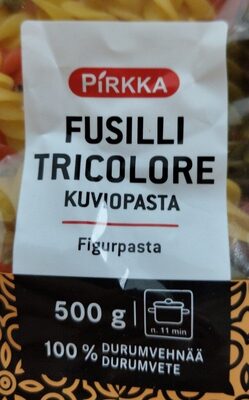 PIRKKA
FUSILLI
TRICOLORE
KUVIOPASTA
Figurpasta
500 g
n. 11 min
100 % DURUMVEHNÄÄ
DURUMVETE